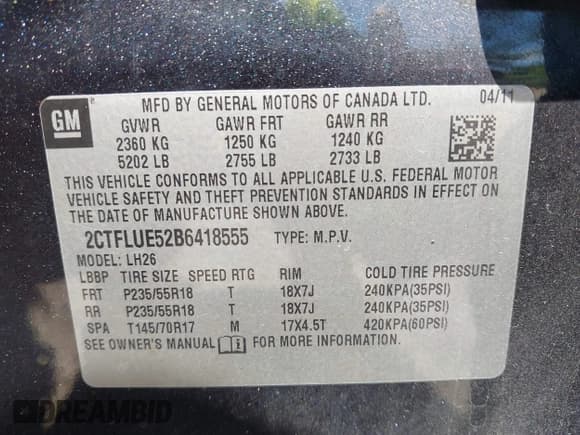 GM
MFD BY GENERAL MOTORS OF CANADA LTD. 04/11
GVWR GAWR FRT GAWR RR
2360 KG 1250 KG 1240 KG
5202 LB 2755 LB 2733 LB
THIS VEHICLE CONFORMS TO ALL APPLICABLE U.S. FEDERAL MOTOR
VEHICLE SAFETY AND THEFT PREVENTION STANDARDS IN EFFECT ON
THE DATE OF MANUFACTURE SHOWN ABOVE.
2CTFLUE52B6418555 TYPE: M.P.V.
MODEL: LH26
LBBP TIRE SIZE SPEED RTG RIM COLD TIRE PRESSURE
FRT P235/55R18 T 18X7J 240KPA(35PSI)
RR P235/55R18 T 18X7J 240KPA(35PSI)
SPA T145/70R17 M 17X4.5T 420KPA(60PSI)
SEE OWNER'S MANUAL FOR MORE INFORMATION.
DREAMBID